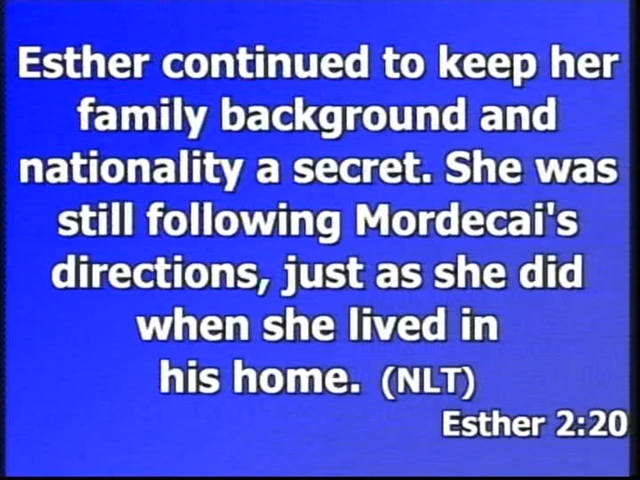 Esther continued to keep her
family background and
nationality a secret. She was
still following Mordecai's
directions, just as she did
when she lived in
his home. (NLT)
Esther 2:20